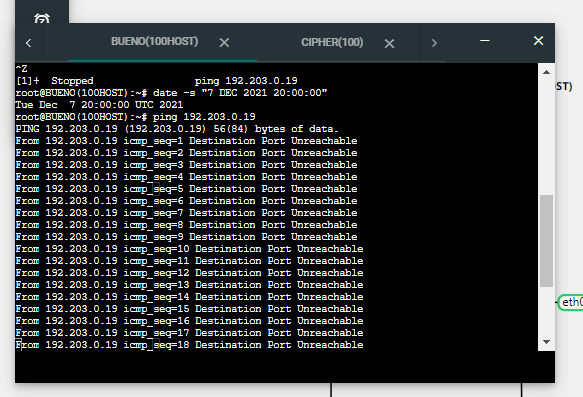 BUENO(100HOST)
CIPHER(100)
^Z
[1]+  Stopped                 ping 192.203.0.19
root@BUENO(100HOST):~# date -s "7 DEC 2021 20:00:00"
Tue Dec  7 20:00:00 UTC 2021
root@BUENO(100HOST):~# ping 192.203.0.19
PING 192.203.0.19 (192.203.0.19) 56(84) bytes of data.
From 192.203.0.19 icmp_seq=1 Destination Port Unreachable
From 192.203.0.19 icmp_seq=2 Destination Port Unreachable
From 192.203.0.19 icmp_seq=3 Destination Port Unreachable
From 192.203.0.19 icmp_seq=4 Destination Port Unreachable
From 192.203.0.19 icmp_seq=5 Destination Port Unreachable
From 192.203.0.19 icmp_seq=6 Destination Port Unreachable
From 192.203.0.19 icmp_seq=7 Destination Port Unreachable
From 192.203.0.19 icmp_seq=8 Destination Port Unreachable
From 192.203.0.19 icmp_seq=9 Destination Port Unreachable
From 192.203.0.19 icmp_seq=10 Destination Port Unreachable
From 192.203.0.19 icmp_seq=11 Destination Port Unreachable
From 192.203.0.19 icmp_seq=12 Destination Port Unreachable
From 192.203.0.19 icmp_seq=13 Destination Port Unreachable
From 192.203.0.19 icmp_seq=14 Destination Port Unreachable
From 192.203.0.19 icmp_seq=15 Destination Port Unreachable
From 192.203.0.19 icmp_seq=16 Destination Port Unreachable
From 192.203.0.19 icmp_seq=17 Destination Port Unreachable
From 192.203.0.19 icmp_seq=18 Destination Port Unreachable
ST)
eth0